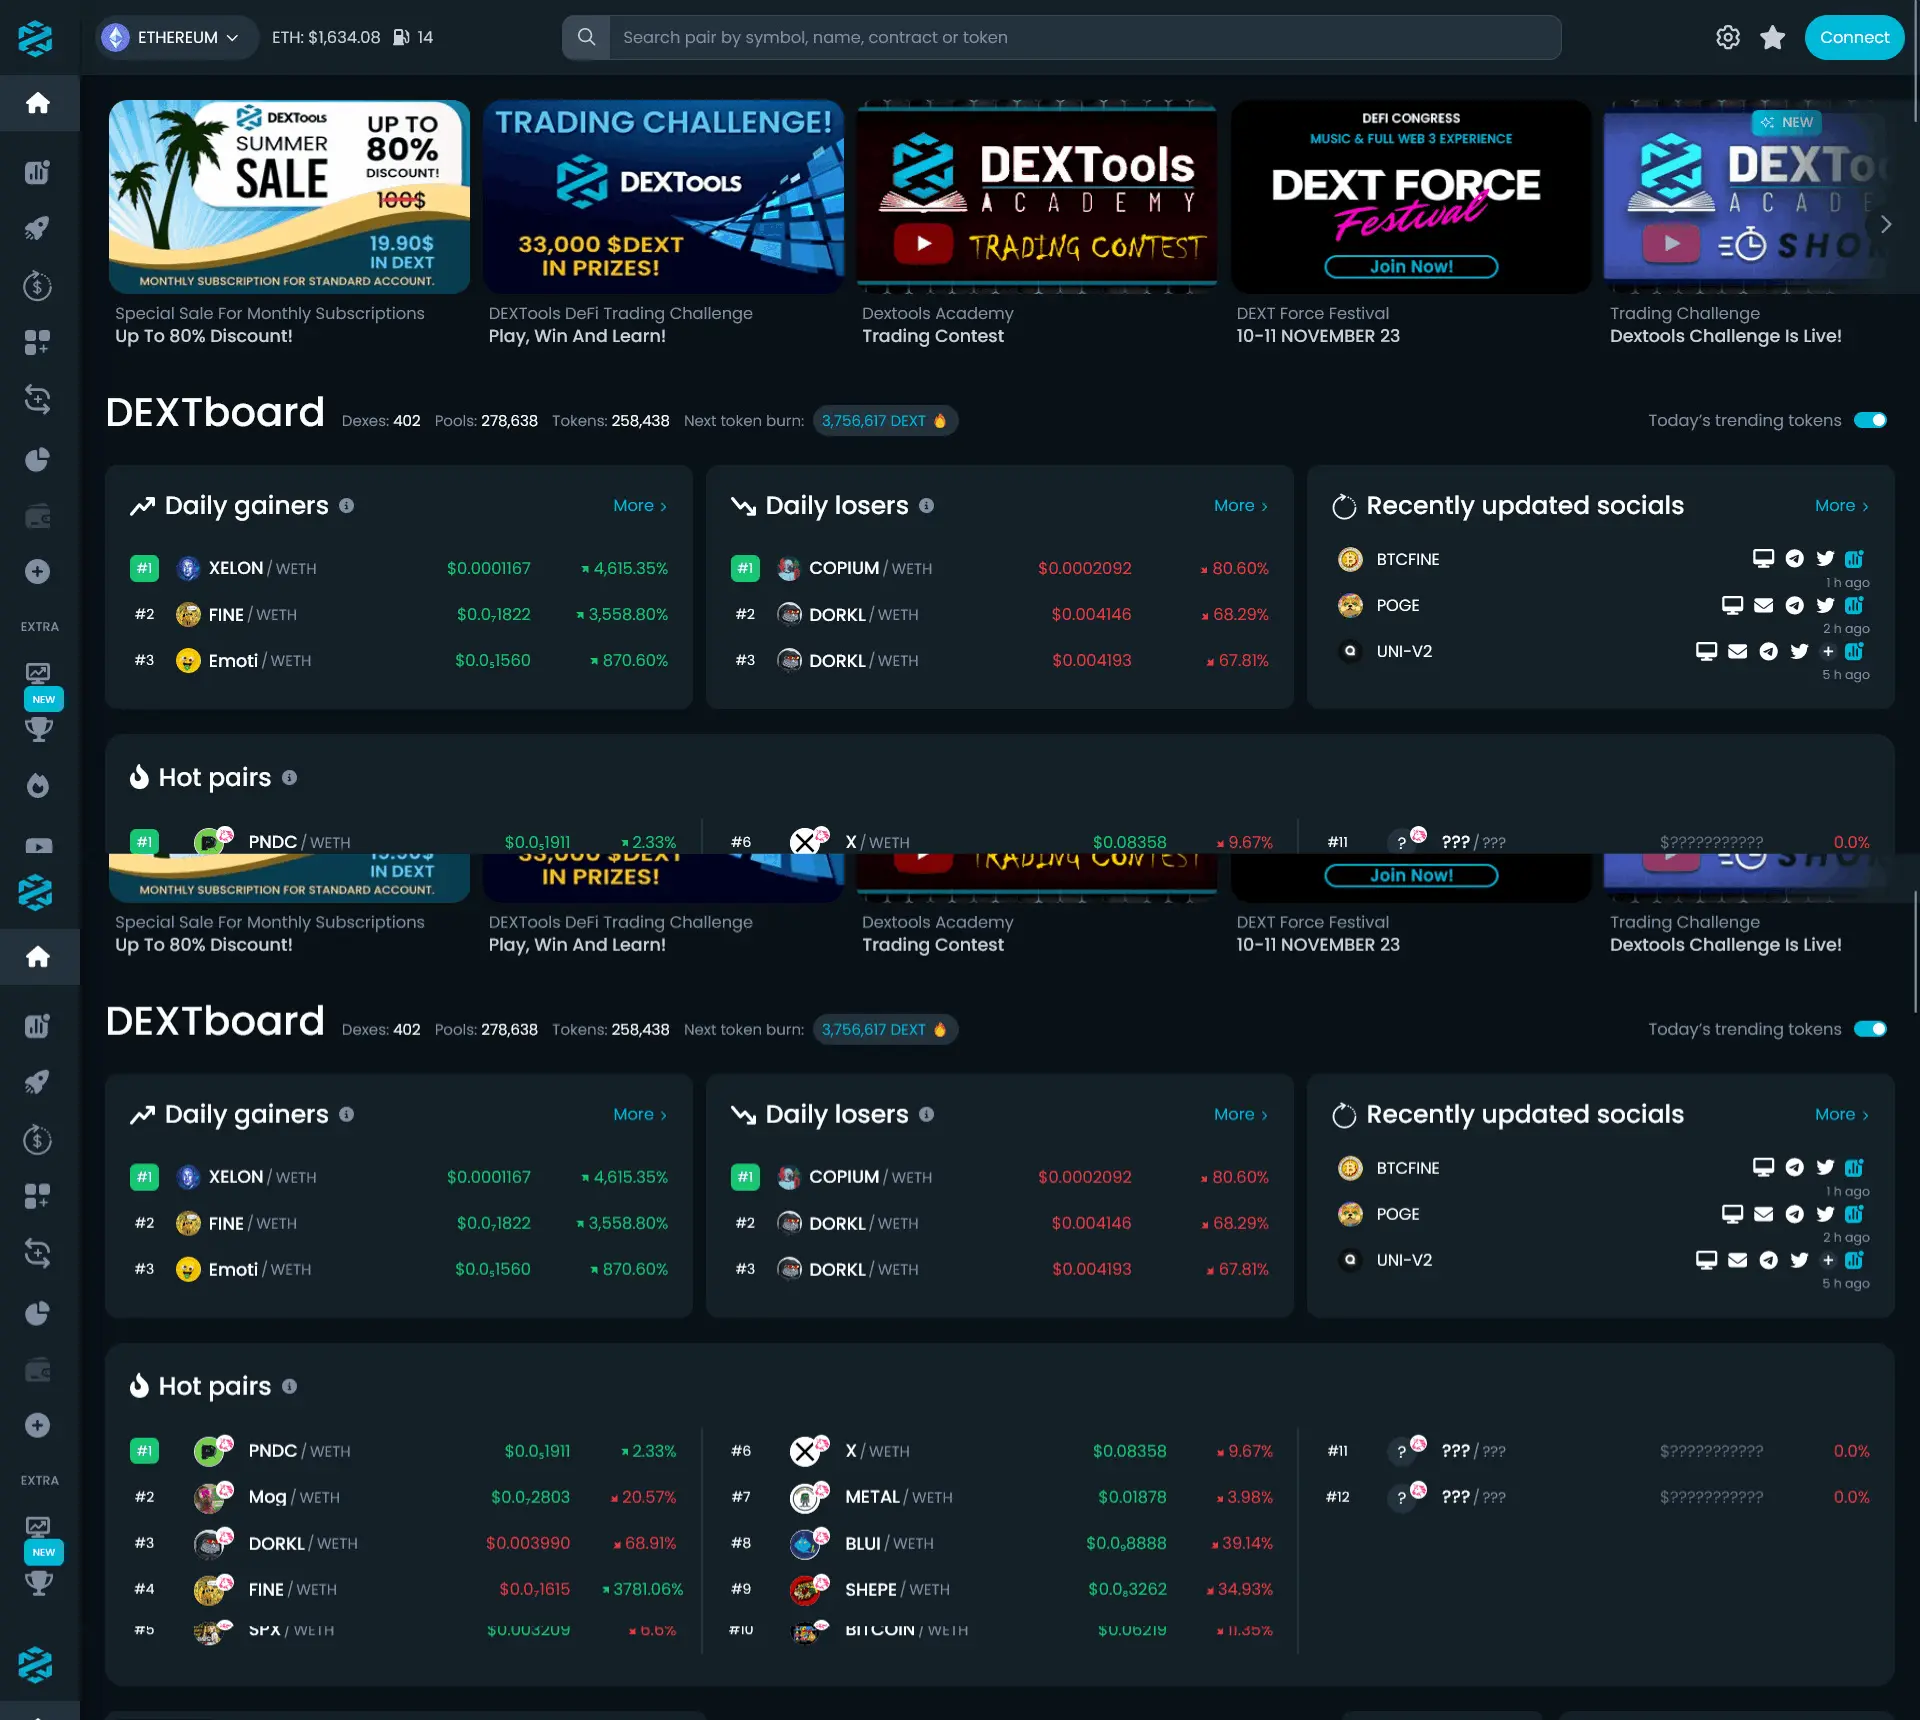 ETHEREUM
ETH: $1,634.08
14
Search pair by symbol, name, contract or token
Connect
DEXTools
SUMMER
SALE
UP TO
80%
DISCOUNT!
100$
19.90$
IN DEXT
MONTHLY SUBSCRIPTION FOR STANDARD ACCOUNT.
TRADING CHALLENGE!
DEXTools
33,000 $DEXT
IN PRIZES!
DEXTools
ACADEMY
TRADING CONTEST
DEFI CONGRESS
MUSIC & FULL WEB 3 EXPERIENCE
DEXT FORCE
Festival
Join Now!
NEW
Special Sale For Monthly Subscriptions
Up To 80% Discount!
DEXTools DeFi Trading Challenge
Play, Win And Learn!
Dextools Academy
Trading Contest
DEXT Force Festival
10-11 NOVEMBER 23
Trading Challenge
Dextools Challenge Is Live!
DEXTboard
Dexes: 402 Pools: 278,638 Tokens: 258,438 Next token burn: 3,756,617 DEXT
Today's trending tokens
Daily gainers
More
#1 XELON / WETH $0.0001167 4,615.35%
#2 FINE / WETH $0.0₇1822 3,558.80%
#3 Emoti / WETH $0.0₅1560 870.60%
Daily losers
More
#1 COPIUM / WETH $0.0002092 80.60%
#2 DORKL / WETH $0.004146 68.29%
#3 DORKL / WETH $0.004193 67.81%
Recently updated socials
More
BTCFINE
1 h ago
POGE
2 h ago
UNI-V2
5 h ago
EXTRA
NEW
Hot pairs
#1 PNDC / WETH $0.0₅1911 2.33%
#6 X / WETH $0.08358 9.67%
#11 ??? / ??? $??????????? 0.0%
IN DEXT
MONTHLY SUBSCRIPTION FOR STANDARD ACCOUNT.
IN PRIZES!
TRADING CONTEST
Join Now!
Special Sale For Monthly Subscriptions
Up To 80% Discount!
DEXTools DeFi Trading Challenge
Play, Win And Learn!
Dextools Academy
Trading Contest
DEXT Force Festival
10-11 NOVEMBER 23
Trading Challenge
Dextools Challenge Is Live!
DEXTboard
Dexes: 402 Pools: 278,638 Tokens: 258,438 Next token burn: 3,756,617 DEXT
Today's trending tokens
Daily gainers
More
#1 XELON / WETH $0.0001167 4,615.35%
#2 FINE / WETH $0.0₇1822 3,558.80%
#3 Emoti / WETH $0.0₅1560 870.60%
Daily losers
More
#1 COPIUM / WETH $0.0002092 80.60%
#2 DORKL / WETH $0.004146 68.29%
#3 DORKL / WETH $0.004193 67.81%
Recently updated socials
More
BTCFINE
1 h ago
POGE
2 h ago
UNI-V2
5 h ago
Hot pairs
#1 PNDC / WETH $0.0₅1911 2.33%
#2 Mog / WETH $0.0₇2803 20.57%
#3 DORKL / WETH $0.003990 68.91%
#4 FINE / WETH $0.0₇1615 3781.06%
#5 SPX / WETH $0.003209 6.6%
#6 X / WETH $0.08358 9.67%
#7 METAL / WETH $0.01878 3.98%
#8 BLUI / WETH $0.0₉8888 39.14%
#9 SHEPE / WETH $0.0₈3262 34.93%
#10 BITCOIN / WETH $0.06219 11.35%
#11 ??? / ??? $??????????? 0.0%
#12 ??? / ??? $??????????? 0.0%
EXTRA
NEW